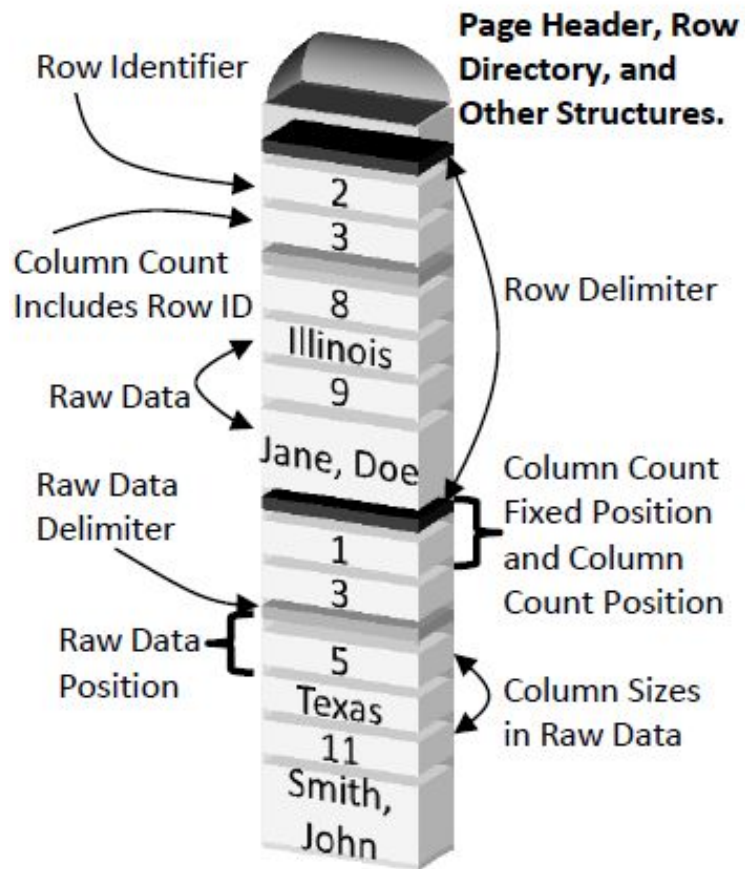 Page Header, Row
Directory, and
Other Structures.
Row Identifier
2
3
Column Count
Includes Row ID
Row Delimiter
8
Illinois
9
Raw Data
Jane, Doe
Raw Data
Delimiter
Column Count
Fixed Position
and Column
Count Position
1
3
Raw Data
Position
5
Texas
11
Column Sizes
in Raw Data
Smith,
John